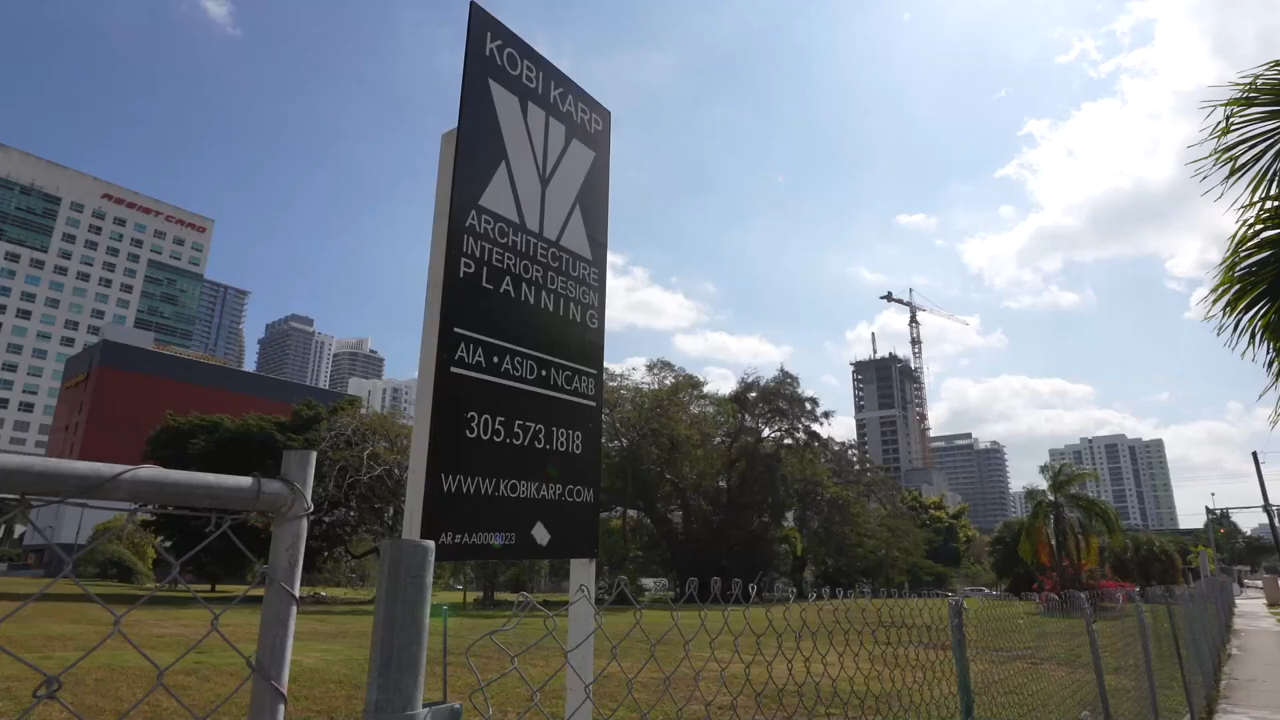 KOBI KARP
ARCHITECTURE
INTERIOR DESIGN
PLANNING
AIA • ASID • NCARB
305.573.1818
WWW.KOBIKARP.COM
AR#AA0003023
ASSIST CARD